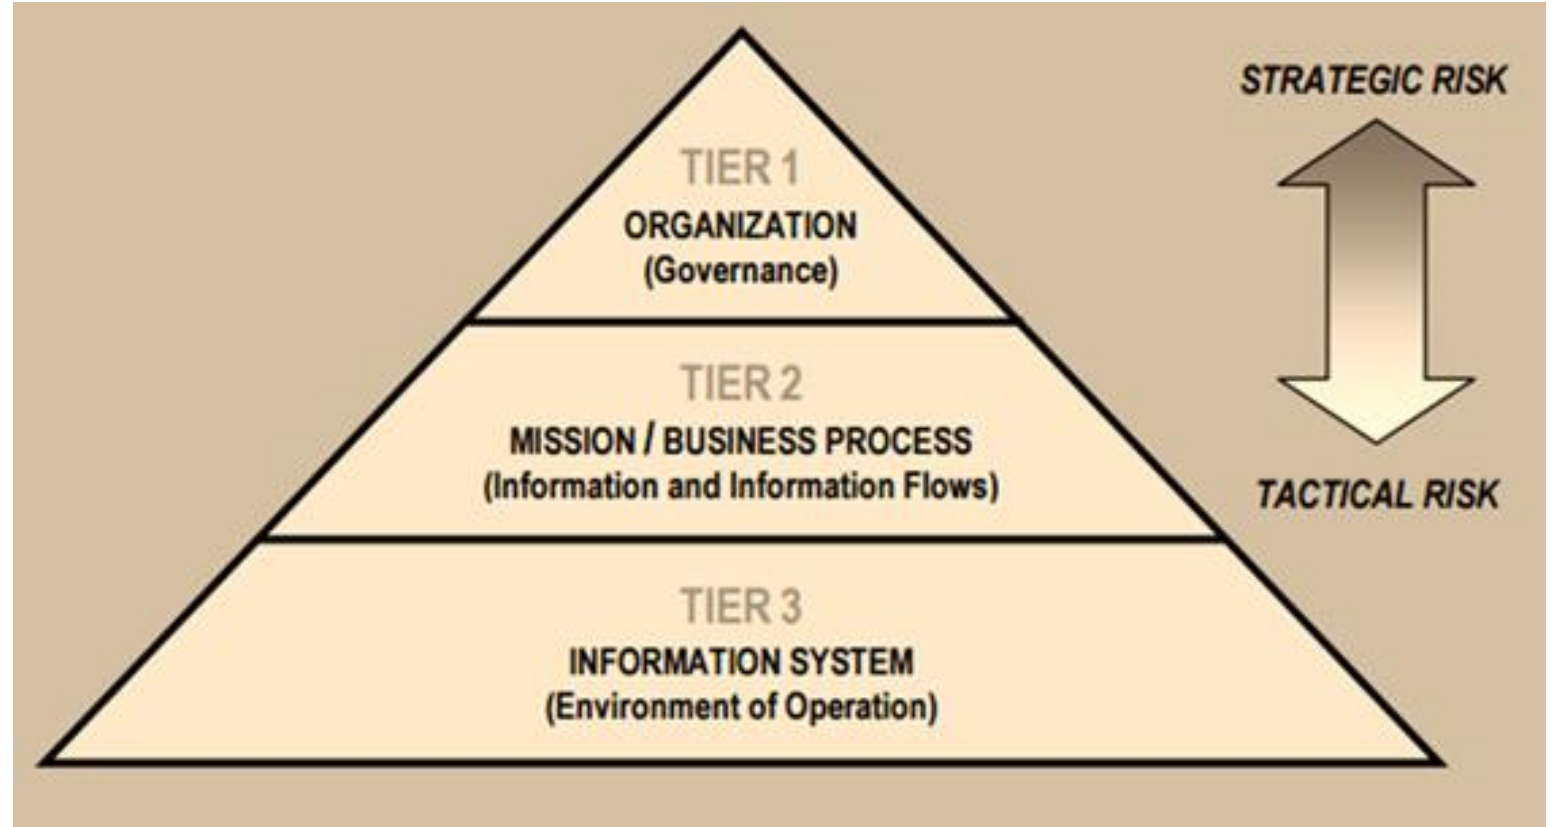 STRATEGIC RISK
TIER 1
ORGANIZATION
(Governance)
TIER 2
MISSION / BUSINESS PROCESS
(Information and Information Flows)
TACTICAL RISK
TIER 3
INFORMATION SYSTEM
(Environment of Operation)